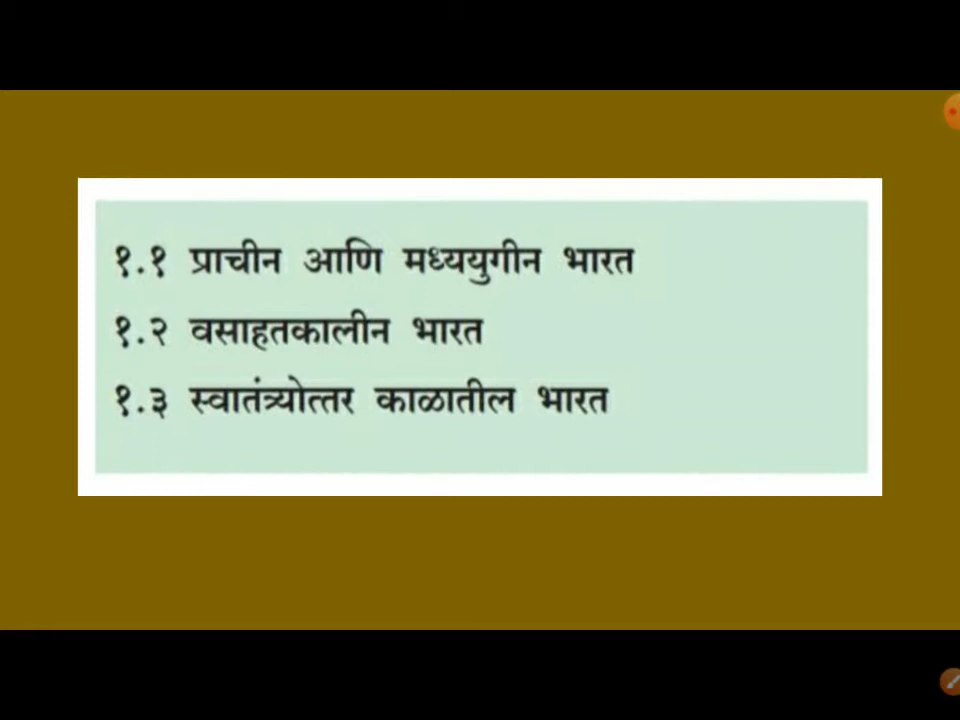 १.१ प्राचीन आणि मध्ययुगीन भारत
१.२ वसाहतकालीन भारत
१.३ स्वातंत्र्योत्तर काळातील भारत